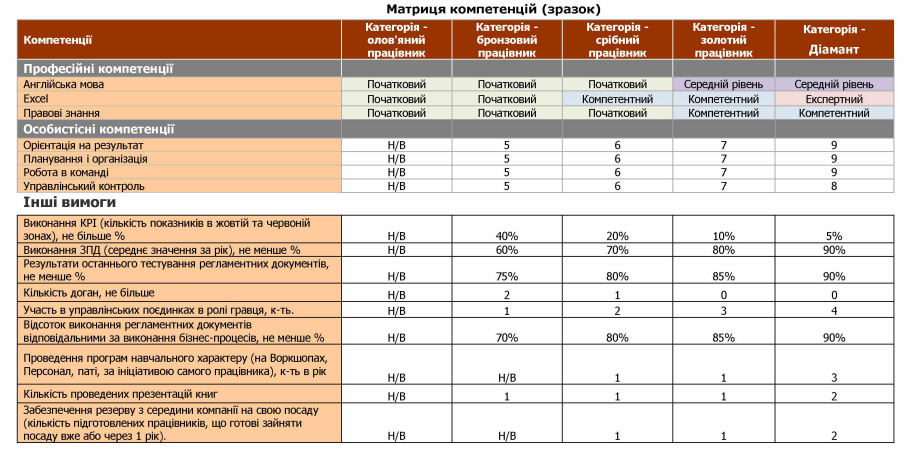 Матриця компетенцій (зразок)
Компетенції Категорія - олов'яний працівник Категорія - бронзовий працівник Категорія - срібний працівник Категорія - золотий працівник Категорія - Діамант
Професійні компетенції
Англійська мова Початковий Початковий Початковий Середній рівень Середній рівень
Excel Початковий Початковий Компетентний Компетентний Експертний
Правові знання Початковий Початковий Початковий Компетентний Компетентний
Особистісні компетенції
Орієнтація на результат Н/В 5 6 7 9
Планування і організація Н/В 5 6 7 9
Робота в команді Н/В 5 6 7 9
Управлінський контроль Н/В 5 6 7 8
Інші вимоги
Виконання KPI (кількість показників в жовтій та червоній
зонах), не більше % Н/В 40% 20% 10% 5%
Виконання ЗПД (середнє значення за рік), не менше % Н/В 60% 70% 80% 90%
Результати останнього тестування регламентних документів,
не менше % Н/В 75% 80% 85% 90%
Кількість доган, не більше Н/В 2 1 0 0
Участь в управлінських поєдинках в ролі гравця, к-ть. Н/В 1 2 3 4
Відсоток виконання регламентних документів
відповідальними за виконання бізнес-процесів, не менше % Н/В 70% 80% 85% 90%
Проведення програм навчального характеру (на Воркшопах,
Персонал, паті, за ініціативою самого працівника), к-ть в рік Н/В Н/В 1 1 3
Кількість проведених презентацій книг Н/В 1 1 1 2
Забезпечення резерву з середини компанії на свою посаду
(кількість підготовлених працівників, що готові зайняти
посаду вже або через 1 рік). Н/В Н/В 1 1 2